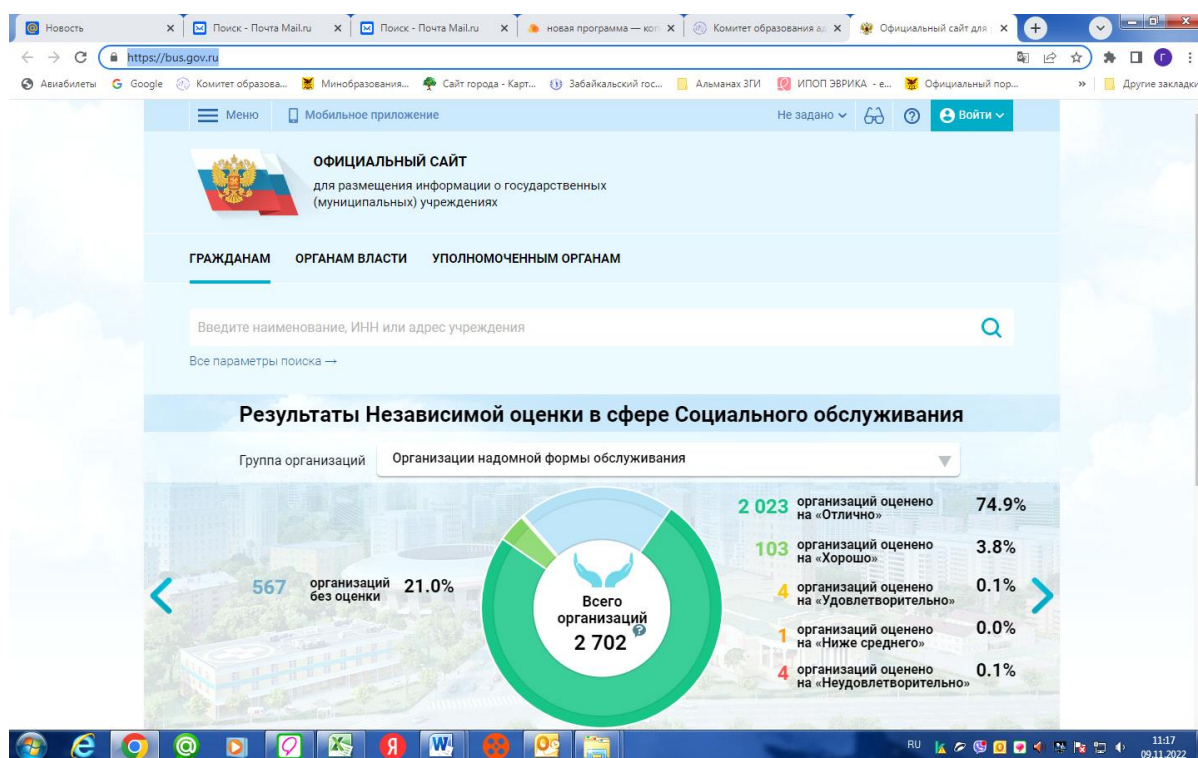 Новость
Поиск - Почта Mail.ru
Поиск - Почта Mail.ru
новая программа — коп
Комитет образования ад
Официальный сайт для
https://bus.gov.ru
Авиабилеты
Google
Комитет образова...
Минобразования...
Сайт города - Карт...
Забайкальский гос...
Альманах ЗГИ
ИПОП ЭВРИКА - е...
Официальный пор...
»
Другие закладки
Меню
Мобильное приложение
Не задано
Войти
ОФИЦИАЛЬНЫЙ САЙТ
для размещения информации о государственных
(муниципальных) учреждениях
ГРАЖДАНАМ
ОРГАНАМ ВЛАСТИ
УПОЛНОМОЧЕННЫМ ОРГАНАМ
Введите наименование, ИНН или адрес учреждения
Все параметры поиска →
Результаты Независимой оценки в сфере Социального обслуживания
Группа организаций
Организации надомной формы обслуживания
567 организаций
без оценки 21.0%
Всего
организаций
2 702
2 023 организаций оценено
на «Отлично» 74.9%
103 организаций оценено
на «Хорошо» 3.8%
4 организаций оценено
на «Удовлетворительно» 0.1%
1 организаций оценено
на «Ниже среднего» 0.0%
4 организаций оценено
на «Неудовлетворительно» 0.1%
RU
11:17
09.11.2022